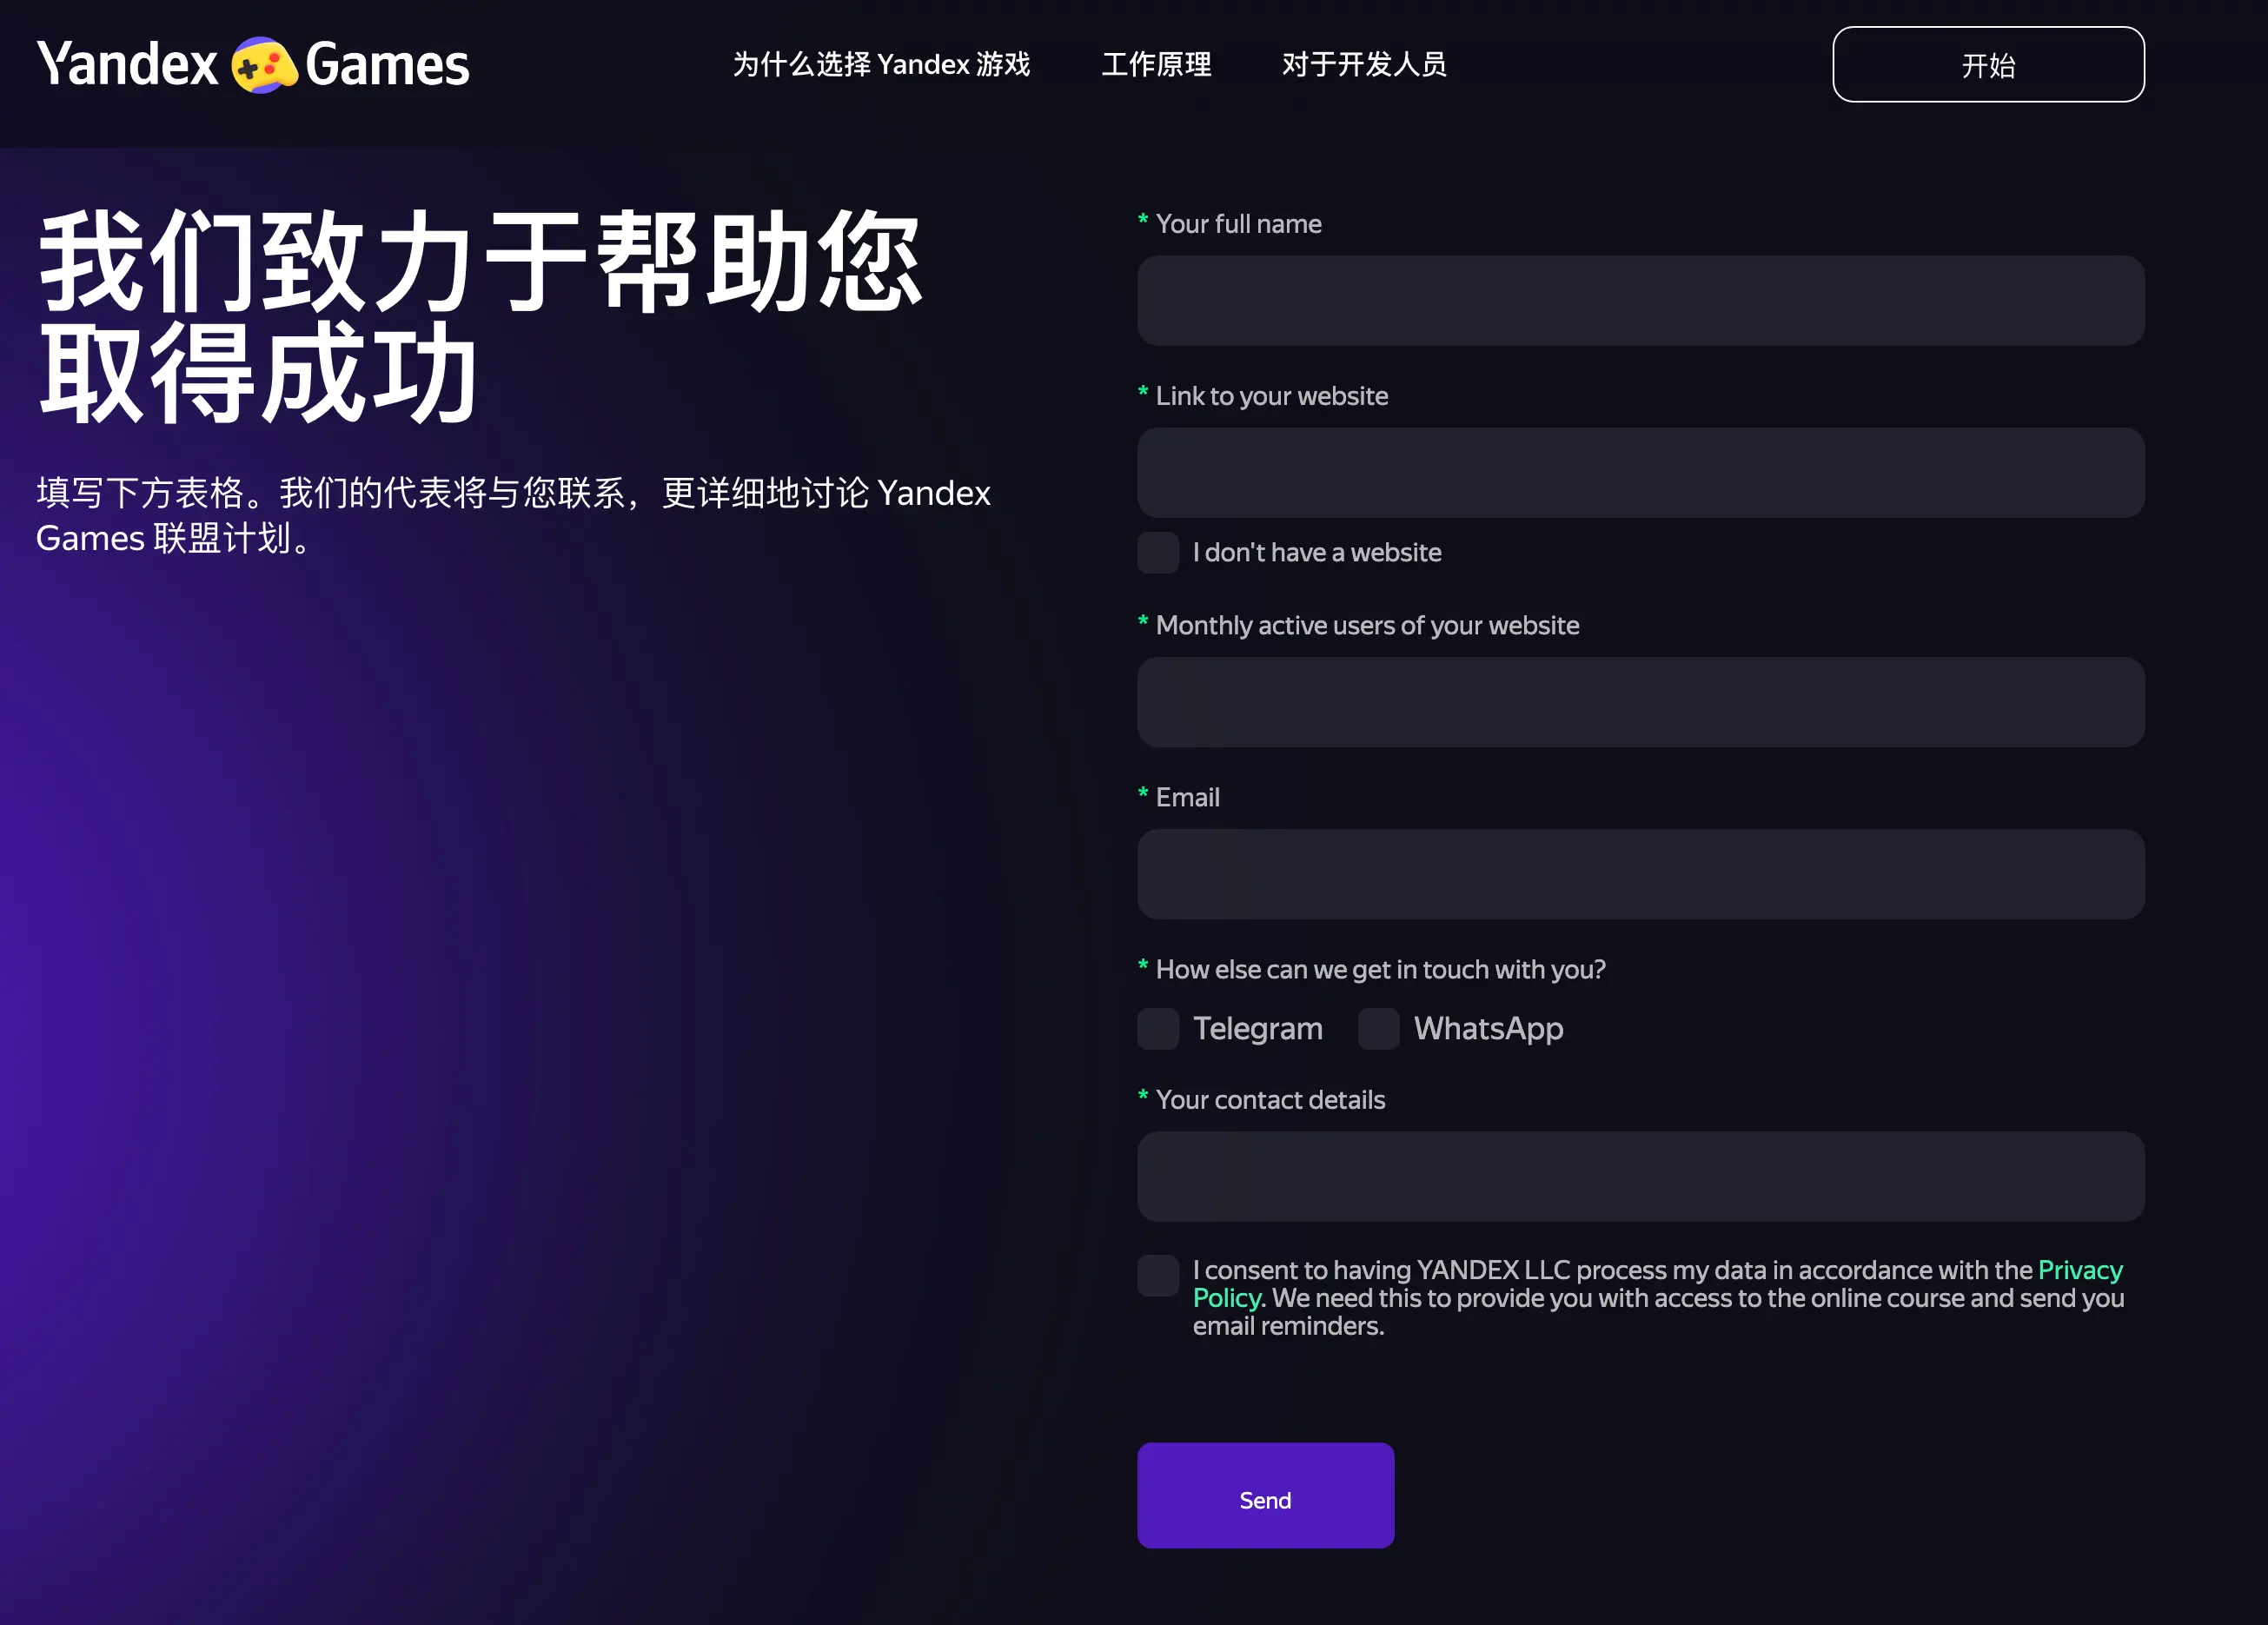 Yandex Games
为什么选择 Yandex 游戏
工作原理
对于开发人员
开始
我们致力于帮助您
取得成功
填写下方表格。我们的代表将与您联系，更详细地讨论 Yandex
Games 联盟计划。
* Your full name
* Link to your website
I don't have a website
* Monthly active users of your website
* Email
* How else can we get in touch with you?
Telegram
WhatsApp
* Your contact details
I consent to having YANDEX LLC process my data in accordance with the Privacy
Policy. We need this to provide you with access to the online course and send you
email reminders.
Send